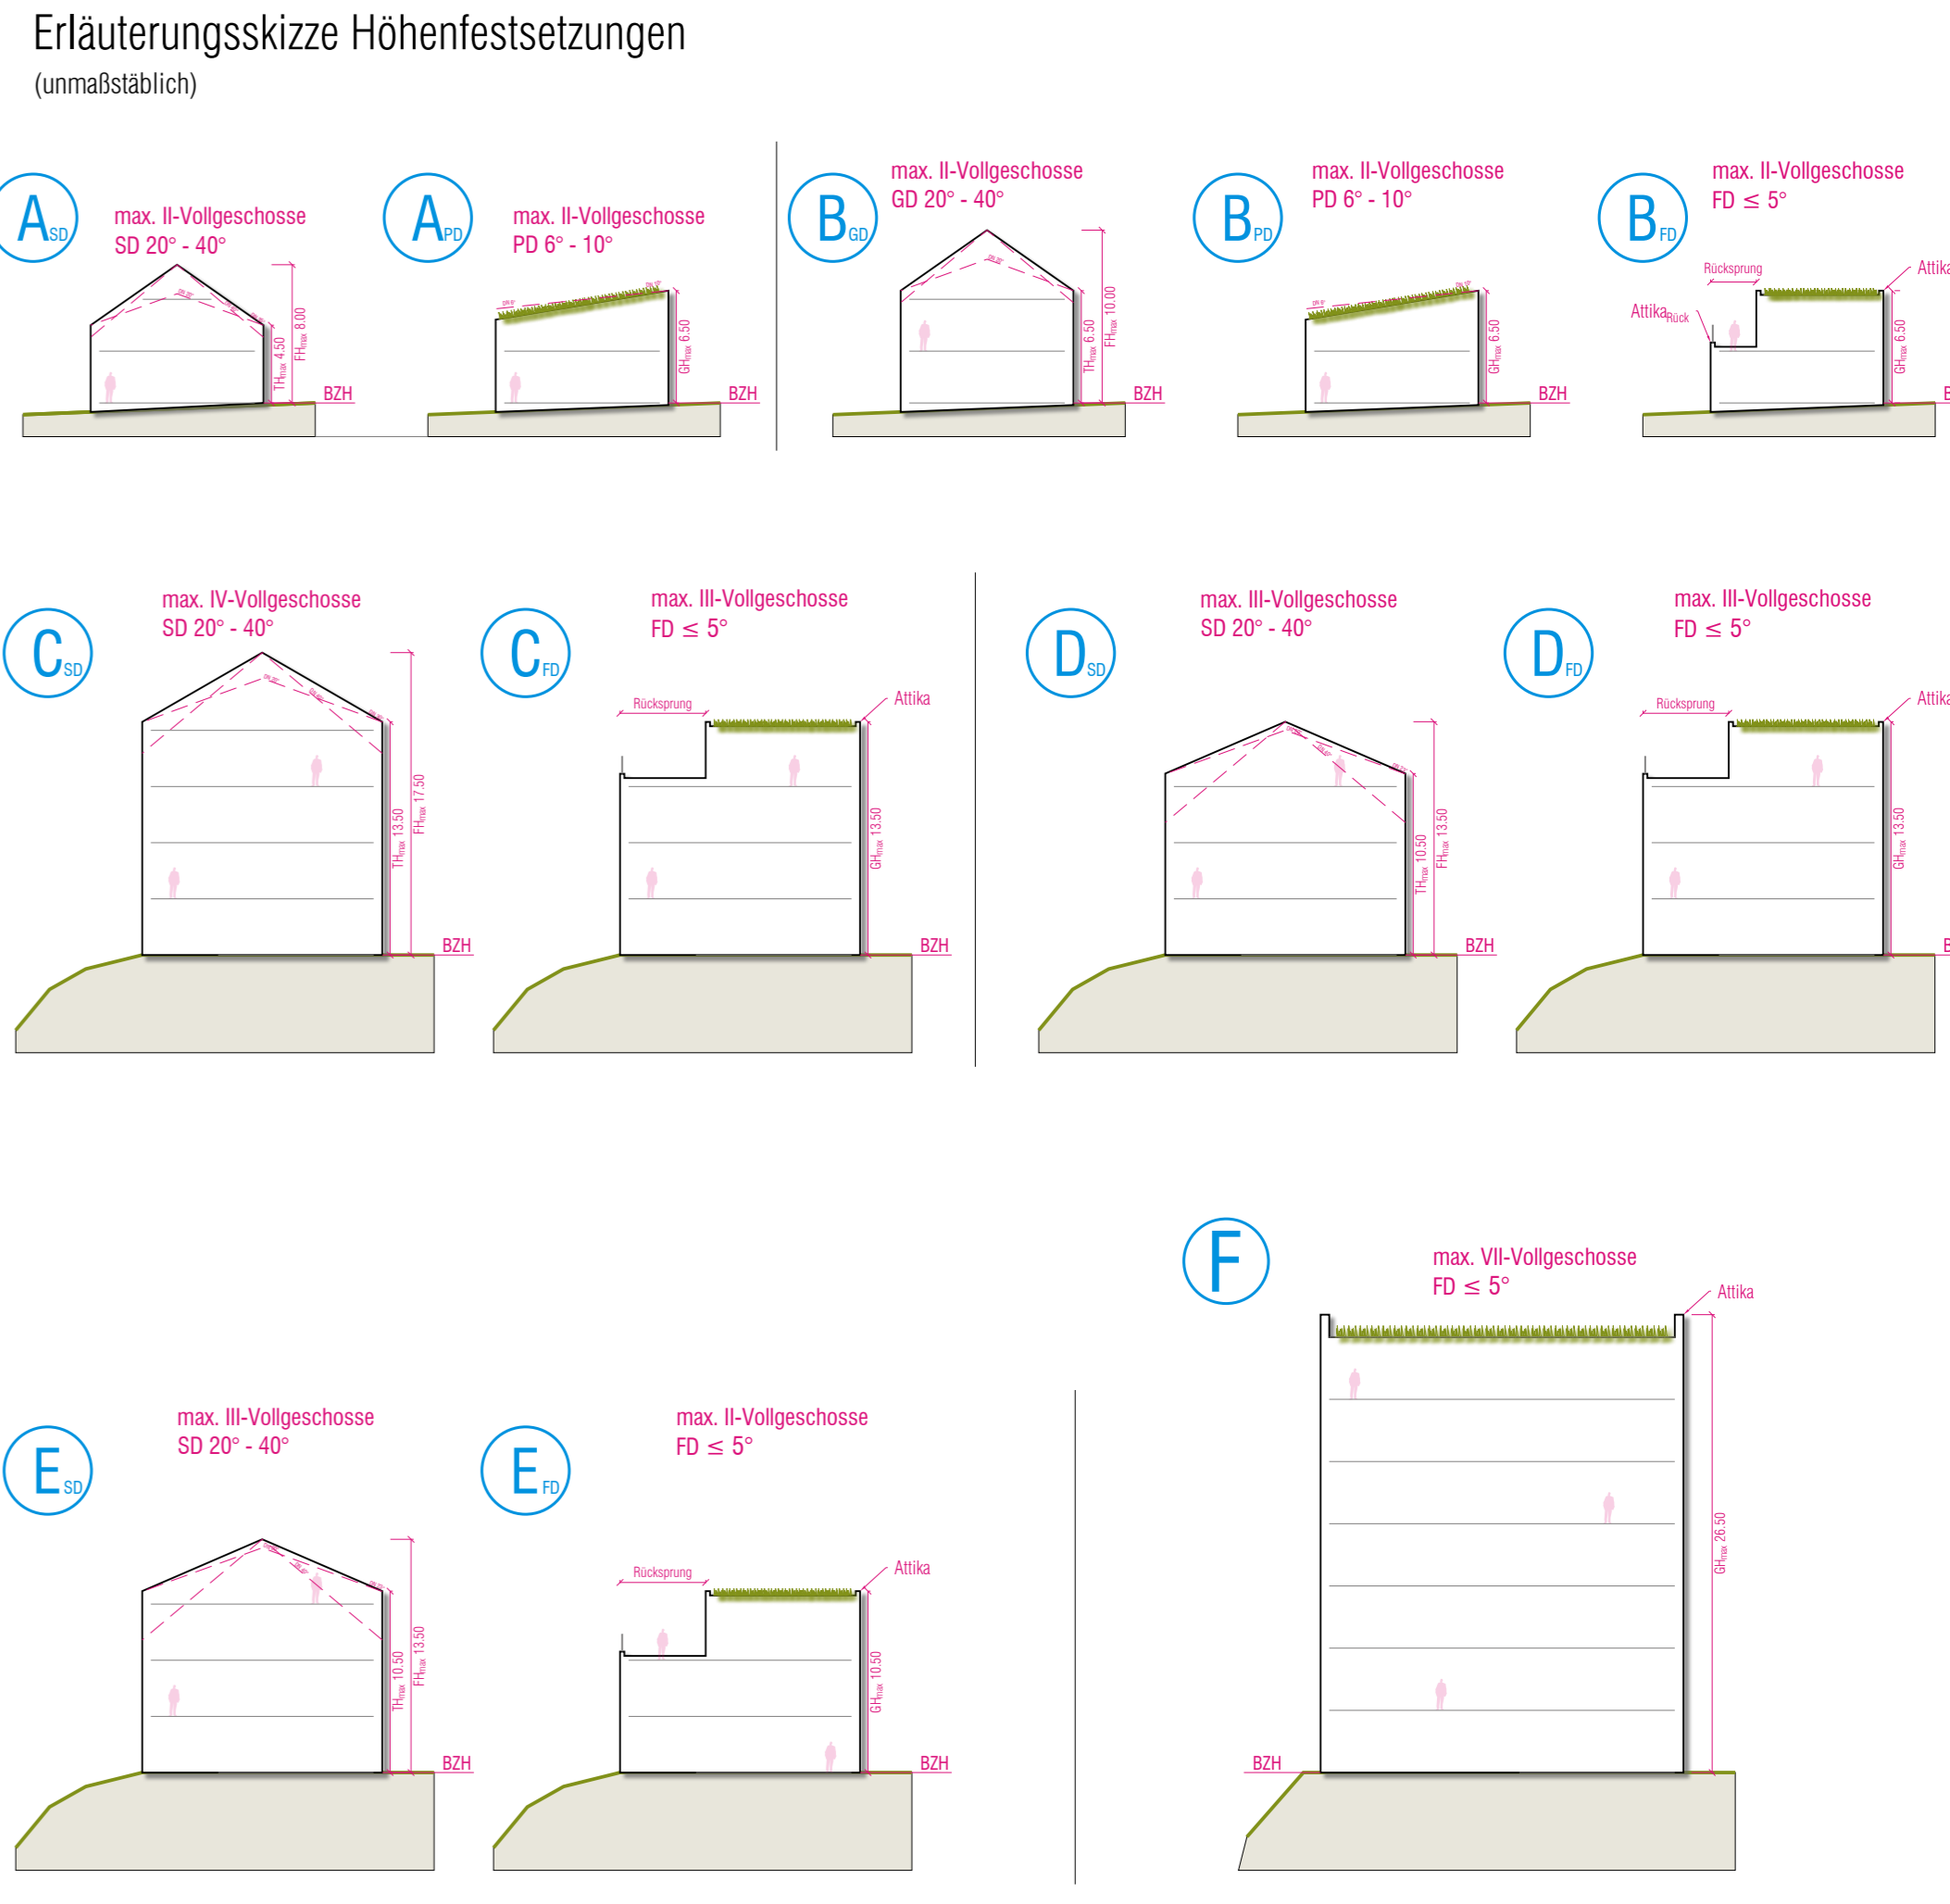 Erläuterungsskizze Höhenfestsetzungen
(unmaßstäblich)
A SD
max. II-Vollgeschosse
SD 20° - 40°
THmax 4.50
FHmax 8.00
BZH
A PD
max. II-Vollgeschosse
PD 6° - 10°
GHmax 6.50
BZH
B GD
max. II-Vollgeschosse
GD 20° - 40°
THmax 6.50
FHmax 10.00
BZH
B PD
max. II-Vollgeschosse
PD 6° - 10°
GHmax 6.50
BZH
B FD
max. II-Vollgeschosse
FD ≤ 5°
Rücksprung
Attika
AttikaRück
GHmax 6.50
C SD
max. IV-Vollgeschosse
SD 20° - 40°
THmax 13.50
FHmax 17.50
BZH
C FD
max. III-Vollgeschosse
FD ≤ 5°
Rücksprung
Attika
GHmax 13.50
BZH
D SD
max. III-Vollgeschosse
SD 20° - 40°
THmax 10.50
FHmax 13.50
BZH
D FD
max. III-Vollgeschosse
FD ≤ 5°
Rücksprung
Attika
GHmax 13.50
E SD
max. III-Vollgeschosse
SD 20° - 40°
THmax 10.50
FHmax 13.50
BZH
E FD
max. II-Vollgeschosse
FD ≤ 5°
Rücksprung
Attika
GHmax 10.50
BZH
F
max. VII-Vollgeschosse
FD ≤ 5°
Attika
GHmax 26.50
BZH